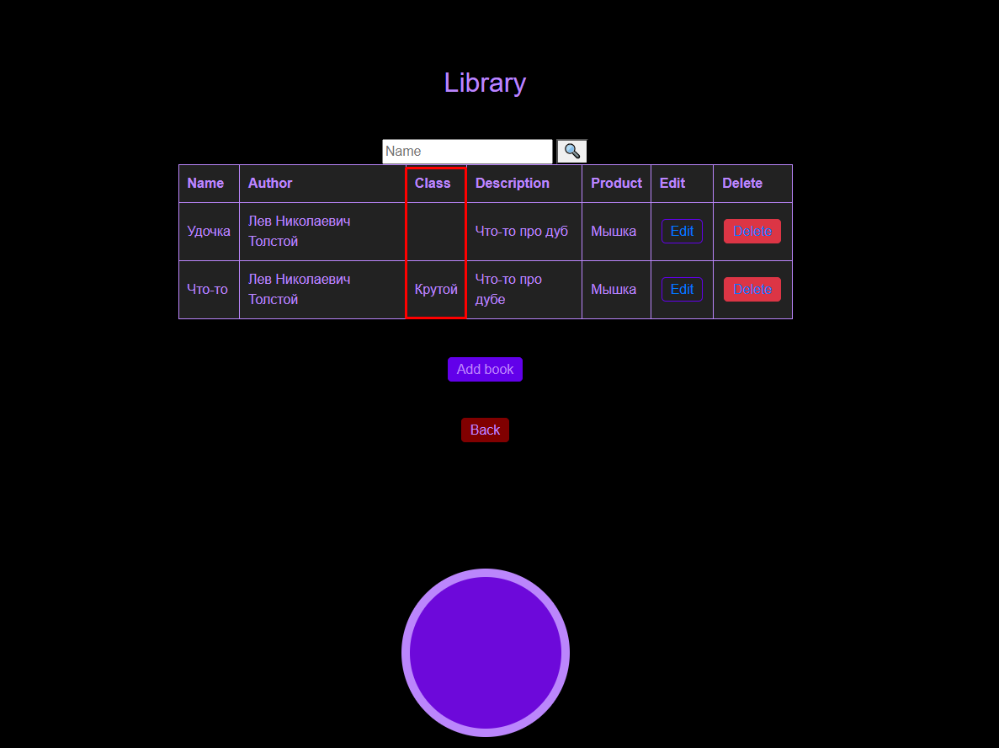 Library
Name
Name Author Class Description Product Edit Delete
Удочка Лев Николаевич Толстой Что-то про дуб Мышка Edit Delete
Что-то Лев Николаевич Толстой Крутой Что-то про дубе Мышка Edit Delete
Add book
Back